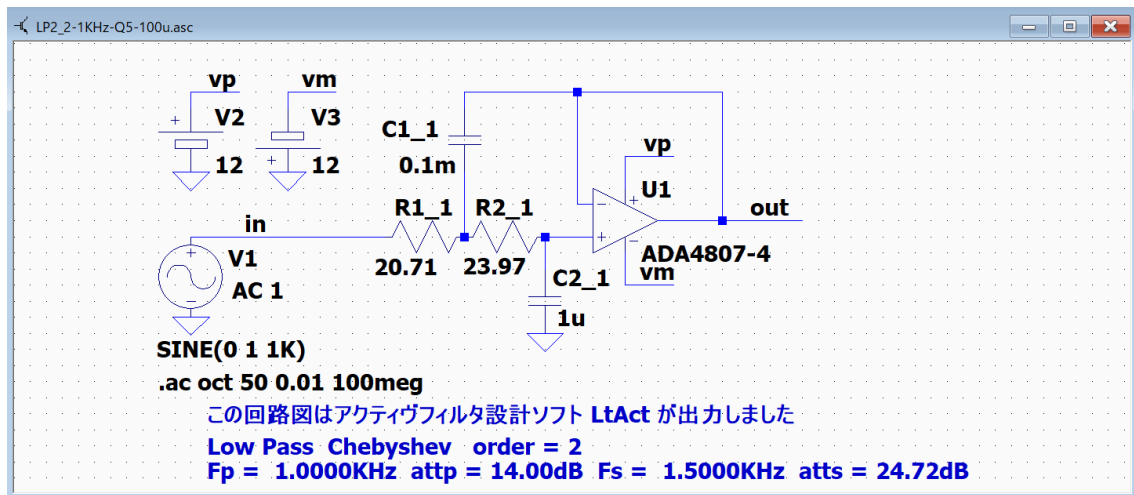 LP2_2-1KHz-Q5-100u.asc
vp
vm
V2
V3
12
12
C1_1
0.1m
vp
U1
R1_1
R2_1
out
in
V1
AC 1
20.71
23.97
C2_1
ADA4807-4
vm
1u
SINE(0 1 1K)
.ac oct 50 0.01 100meg
この回路図はアクティヴフィルタ設計ソフト LtAct が出力しました
Low Pass Chebyshev order = 2
Fp = 1.0000KHz attp = 14.00dB Fs = 1.5000KHz atts = 24.72dB